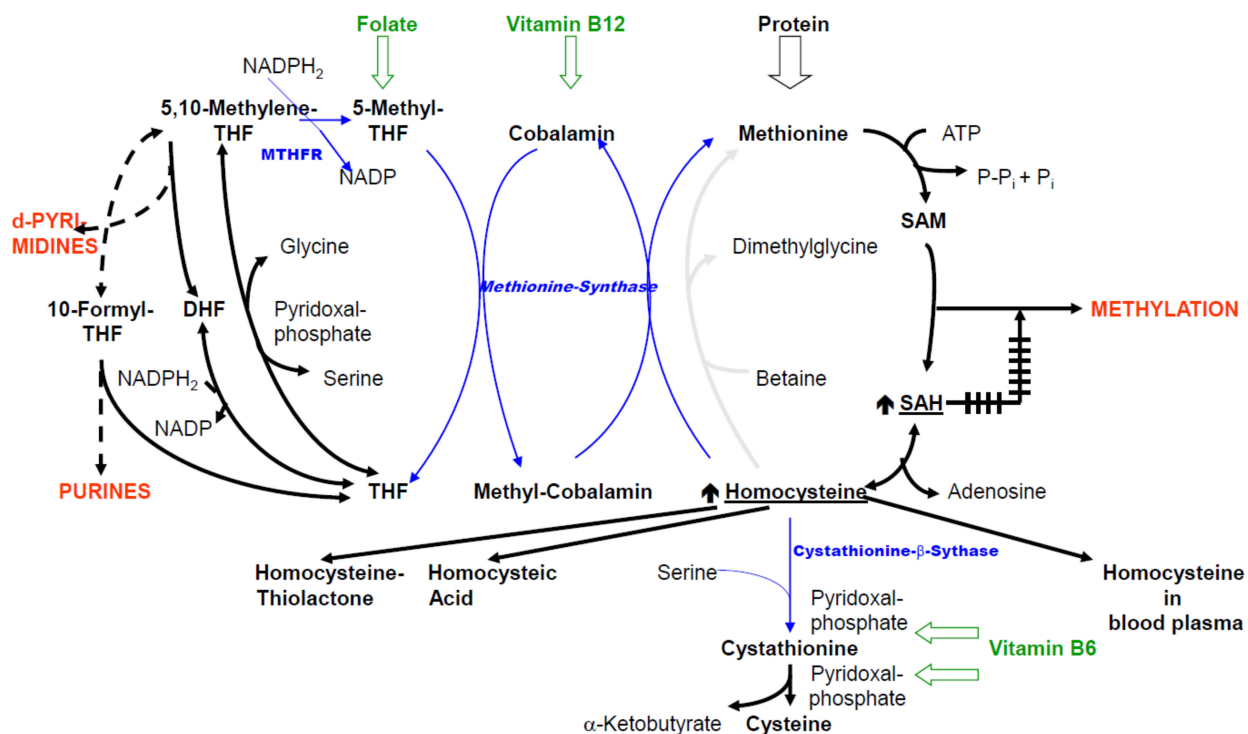 Folate
Vitamin B12
Protein
NADPH₂
5,10-Methylene-
THF
5-Methyl-
THF
Cobalamin
Methionine
ATP
MTHFR
NADP
P-Pᵢ + Pᵢ
SAM
d-PYRI-
MIDINES
Glycine
Dimethylglycine
Methionine-Synthase
10-Formyl-
THF
DHF
Pyridoxal-
phosphate
METHYLATION
NADPH₂
Serine
Betaine
SAH
NADP
PURINES
THF
Methyl-Cobalamin
Homocysteine
Adenosine
Cystathionine-β-Sythase
Homocysteine-
Thiolactone
Homocysteic
Acid
Serine
Homocysteine
in
blood plasma
Pyridoxal-
phosphate
Cystathionine
Vitamin B6
Pyridoxal-
phosphate
α-Ketobutyrate
Cysteine